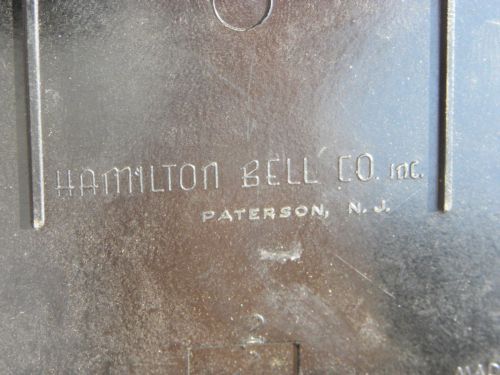 HAMILTON BELL CO. INC.
PATERSON, N. J.
2